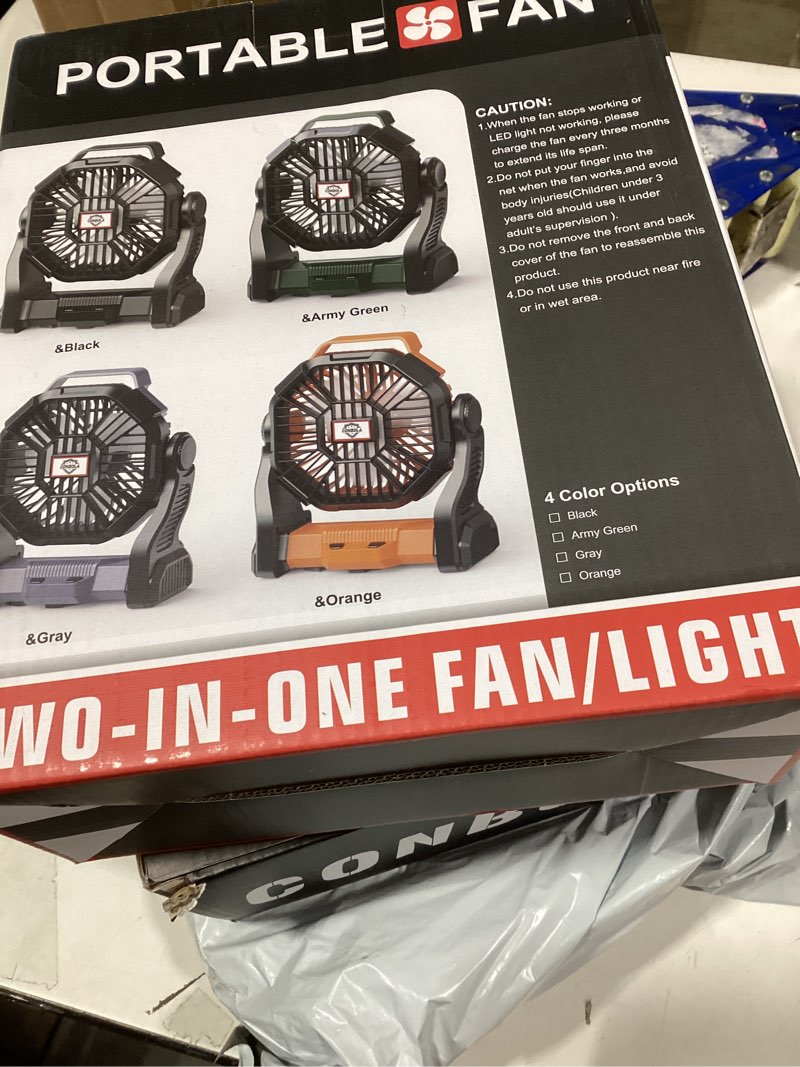 PORTABLE FAN
CAUTION:
1.When the fan stops working or
LED light not working, please
charge the fan every three months
to extend its life span.
2.Do not put your finger into the
net when the fan works,and avoid
body injuries(Children under 3
years old should use it under
adult's supervision ).
3.Do not remove the front and back
cover of the fan to reassemble this
product.
4.Do not use this product near fire
or in wet area.
CONBOLA
CONBOLA
&Black
&Army Green
CONBOLA
CONBOLA
&Gray
&Orange
4 Color Options
Black
Army Green
Gray
Orange
WO-IN-ONE FAN/LIGHT
CONB